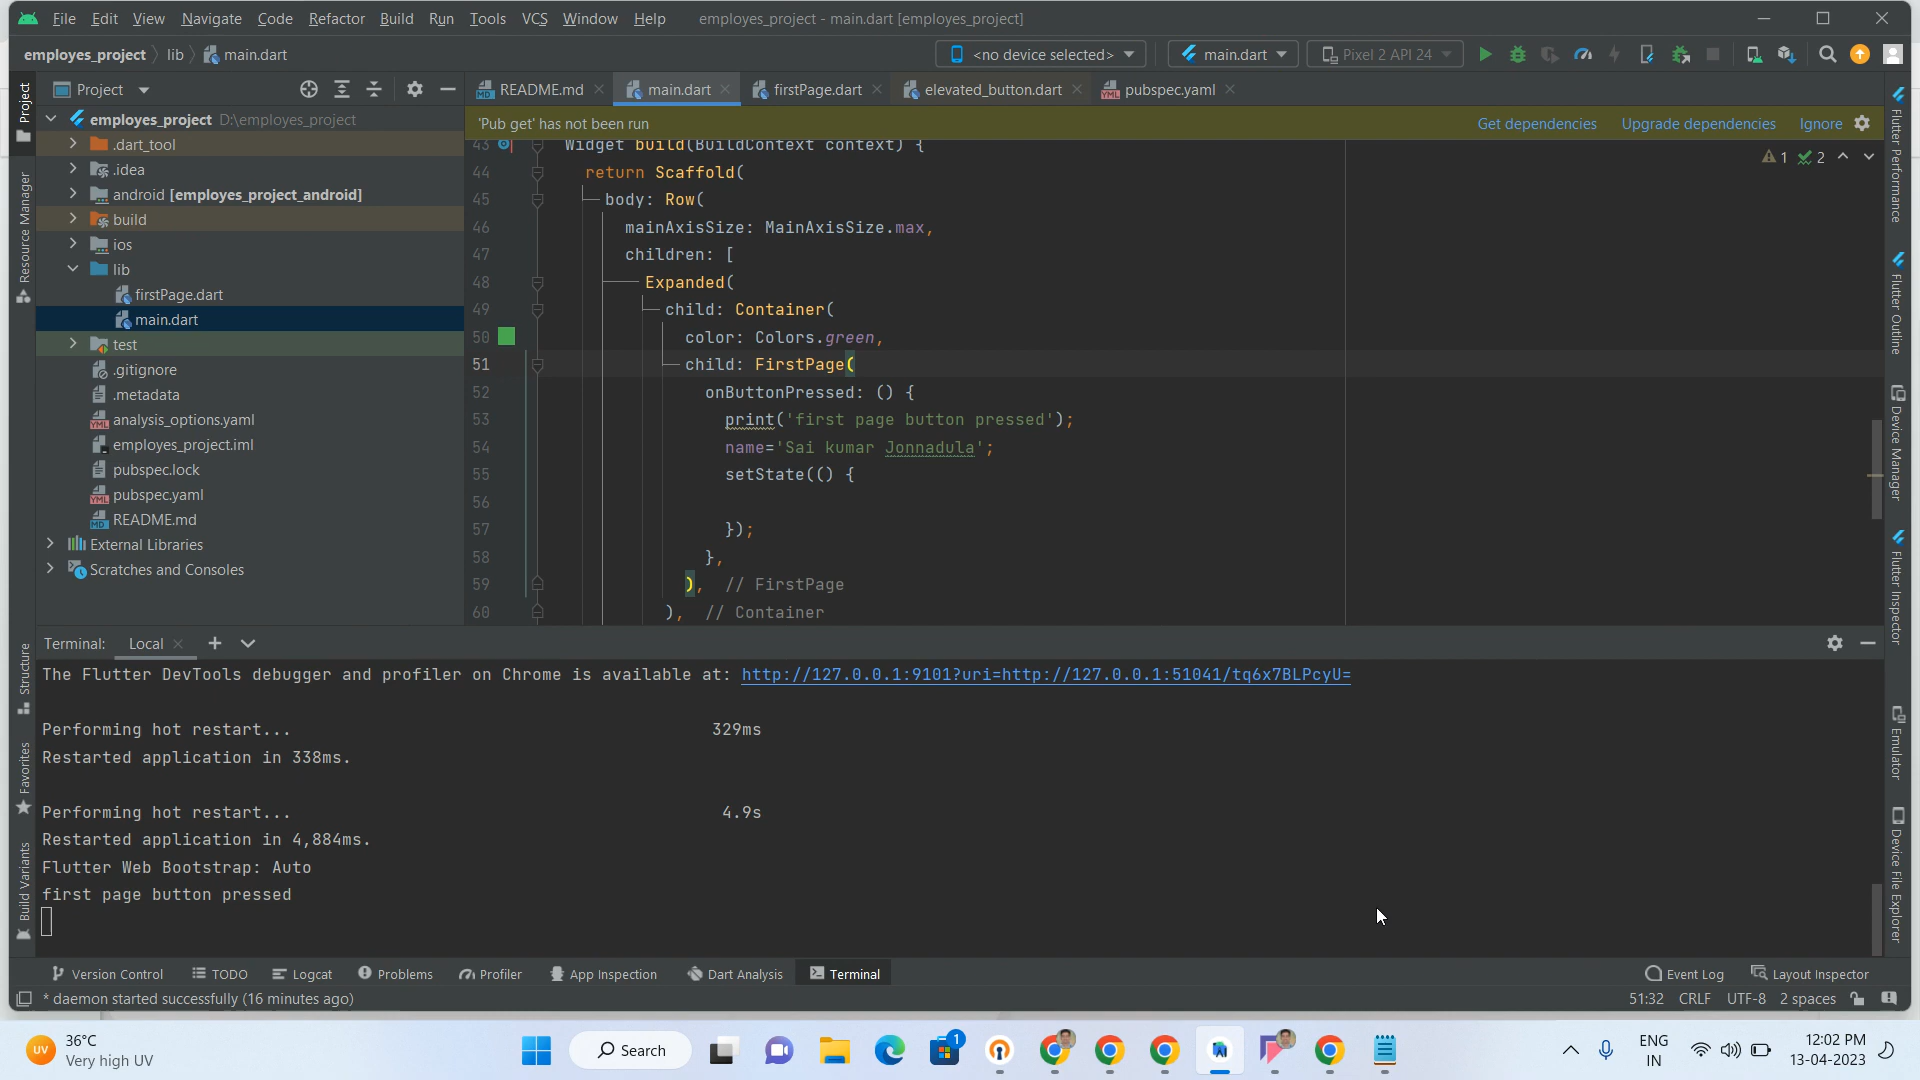 File Edit View Navigate Code Refactor Build Run Tools VCS Window Help employes_project - main.dart [employes_project]
employes_project lib main.dart <no device selected> main.dart Pixel 2 API 24
Project README.md main.dart firstPage.dart elevated_button.dart pubspec.yaml
employes_project D:\employes_project
.dart_tool
.idea
android [employes_project_android]
build
ios
lib
firstPage.dart
main.dart
test
.gitignore
.metadata
analysis_options.yaml
employes_project.iml
pubspec.lock
pubspec.yaml
README.md
External Libraries
Scratches and Consoles
'Pub get' has not been run Get dependencies Upgrade dependencies Ignore
1 2
43 Widget build(BuildContext context) {
44 return Scaffold(
45 body: Row(
46 mainAxisSize: MainAxisSize.max,
47 children: [
48 Expanded(
49 child: Container(
50 color: Colors.green,
51 child: FirstPage(
52 onButtonPressed: () {
53 print('first page button pressed');
54 name='Sai kumar Jonnadula';
55 setState(() {
56
57 });
58 },
59 ), // FirstPage
60 ), // Container
Terminal: Local
The Flutter DevTools debugger and profiler on Chrome is available at: http://127.0.0.1:9101?uri=http://127.0.0.1:51041/tq6x7BLPcyU=
Performing hot restart... 329ms
Restarted application in 338ms.
Performing hot restart... 4.9s
Restarted application in 4,884ms.
Flutter Web Bootstrap: Auto
first page button pressed
Project
Resource Manager
Structure
Favorites
Build Variants
Flutter Performance
Flutter Outline
Device Manager
Flutter Inspector
Emulator
Device File Explorer
Version Control TODO Logcat Problems Profiler App Inspection Dart Analysis Terminal Event Log Layout Inspector
* daemon started successfully (16 minutes ago) 51:32 CRLF UTF-8 2 spaces
UV 36°C
Very high UV
Search
1
ENG
IN
12:02 PM
13-04-2023